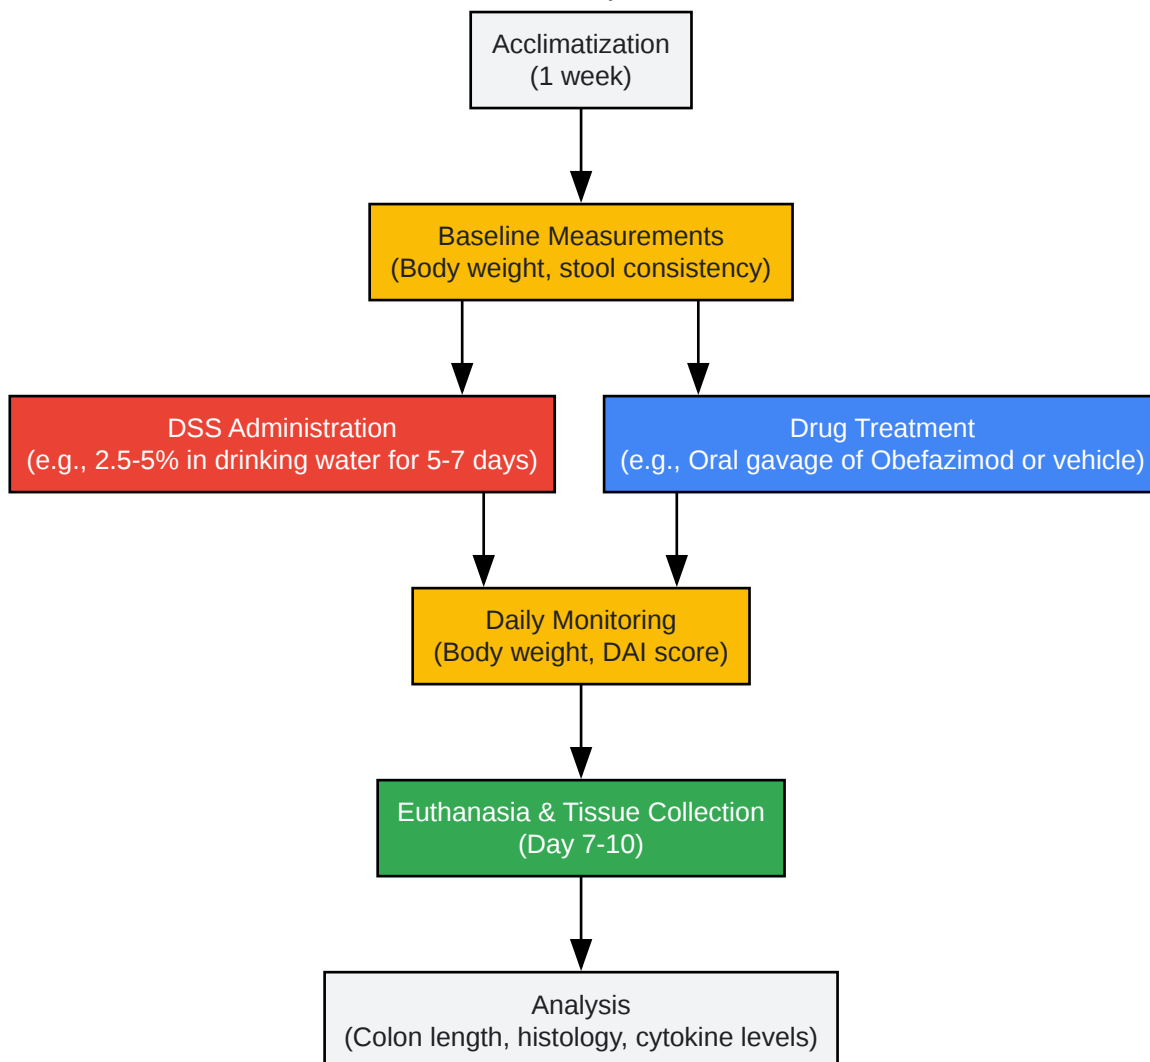 Acclimatization
(1 week)
Baseline Measurements
(Body weight, stool consistency)
DSS Administration
(e.g., 2.5-5% in drinking water for 5-7 days)
Drug Treatment
(e.g., Oral gavage of Obefazimod or vehicle)
Daily Monitoring
(Body weight, DAI score)
Euthanasia & Tissue Collection
(Day 7-10)
Analysis
(Colon length, histology, cytokine levels)